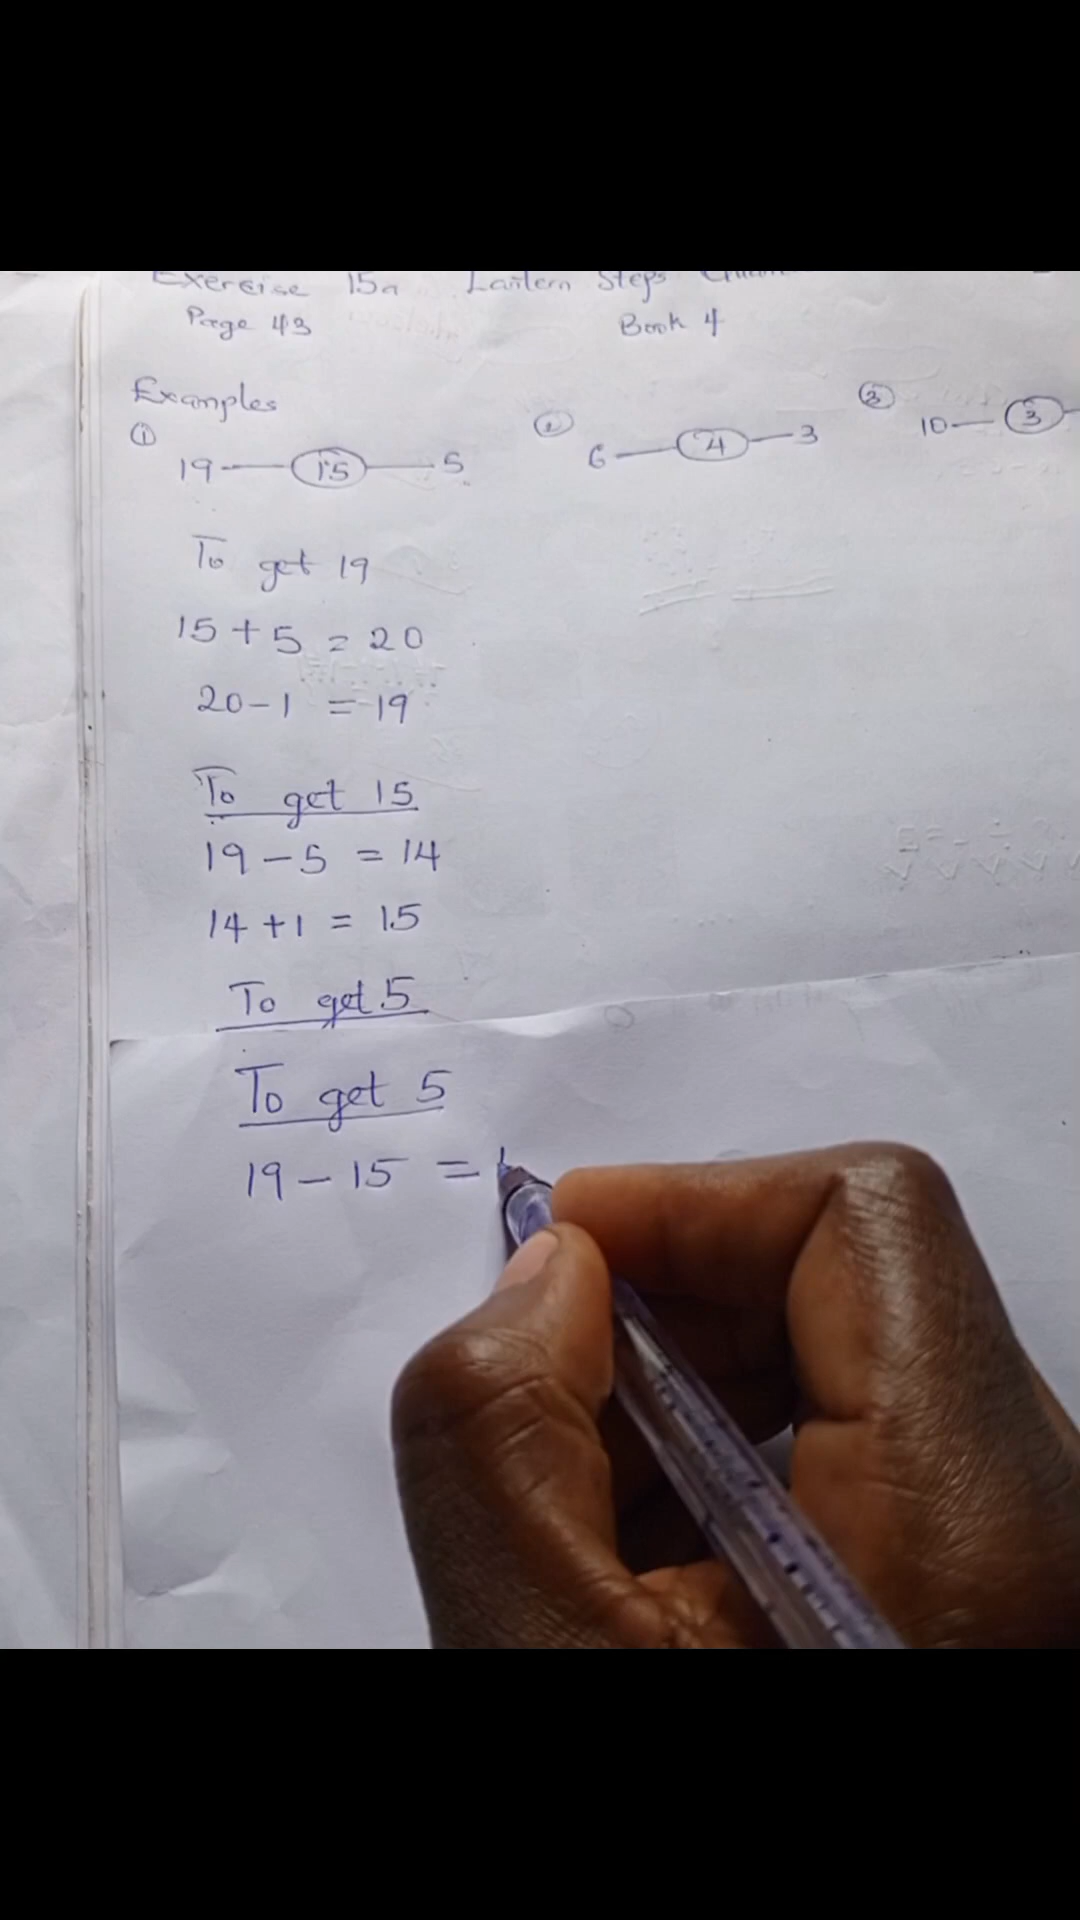 Exercise 15a Lantern Steps
Page 43 Book 4
Examples
① 19 — 15 — 5
② 6 — 4 — 3
③ 10 — 3
To get 19
15 + 5 = 20
20 - 1 = 19
To get 15
19 - 5 = 14
14 + 1 = 15
To get 5
To get 5
19 - 15 =